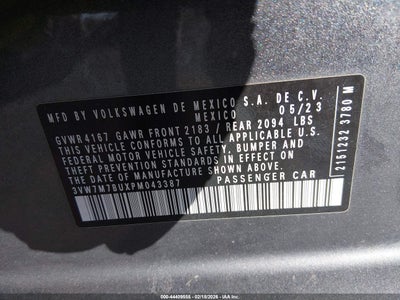 MFD BY VOLKSWAGEN DE MEXICO S.A. DE C.V.
MEXICO 05/23
GVWR 4167 GAWR FRONT 2183 / REAR 2094 LBS
THIS VEHICLE CONFORMS TO ALL APPLICABLE U.S.
FEDERAL MOTOR VEHICLE SAFETY, BUMPER AND
THEFT PREVENTION STANDARDS IN EFFECT ON THE
DATE OF MANUFACTURE SHOWN ABOVE.
3VW7M7BUXPM043387 PASSENGER CAR
2151232 3780 M
000-44409555 - 02/18/2026 - IAA Inc.